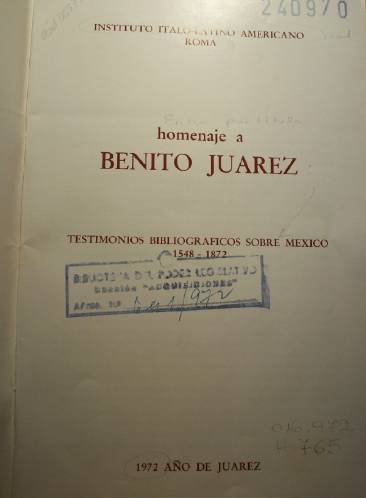 240970
INSTITUTO ITALO-LATINO AMERICANO
ROMA
homenaje a
BENITO JUAREZ
TESTIMONIOS BIBLIOGRAFICOS SOBRE MEXICO
1548 - 1872
BIBLIOTECA DEL PODER LEGISLATIVO
Sección "ADQUISICIONES"
016.972
4765
1972 AÑO DE JUAREZ